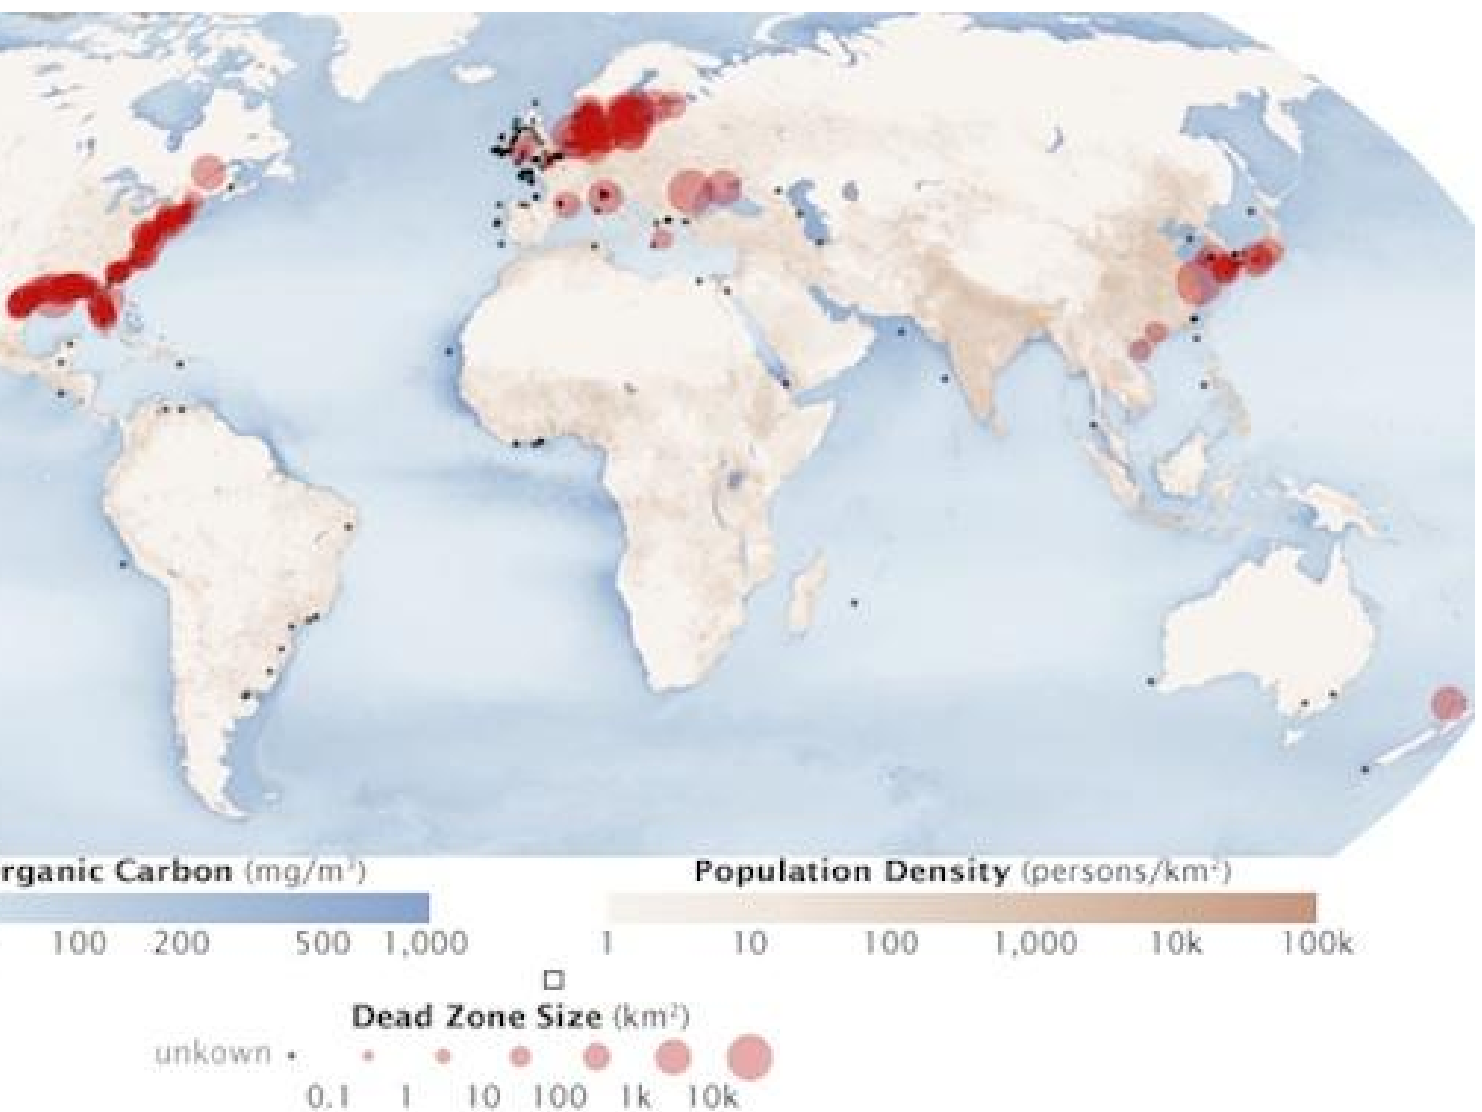 rganic Carbon (mg/m³)
Population Density (persons/km²)
100 200 500 1,000
1 10 100 1,000 10k 100k
Dead Zone Size (km²)
unkown
0.1 1 10 100 1k 10k